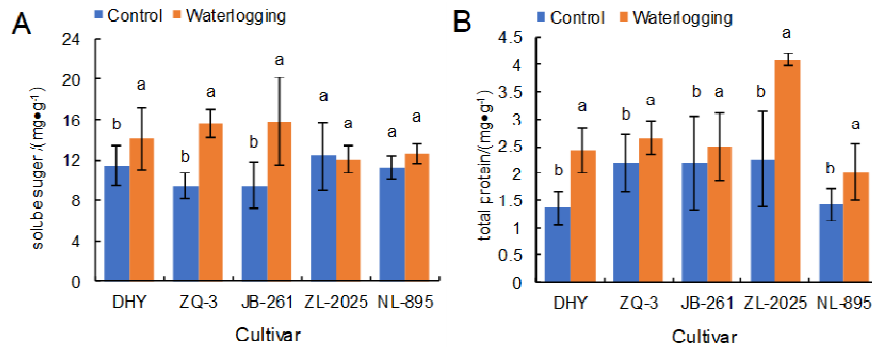 A
Control Waterlogging
24
20
16
12
8
4
0
solube suger /(mg●g-1)
b a b a b a a a a a
DHY ZQ-3 JB-261 ZL-2025 NL-895
Cultivar
B
Control Waterlogging
4.5
4
3.5
3
2.5
2
1.5
1
0.5
0
total protein/(mg●g-1)
b a b a b a b a b a
DHY ZQ-3 JB-261 ZL-2025 NL-895
Cultivar